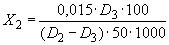 X₂ = 0,015·D₃·100 / (D₂ – D₃)·50·1000